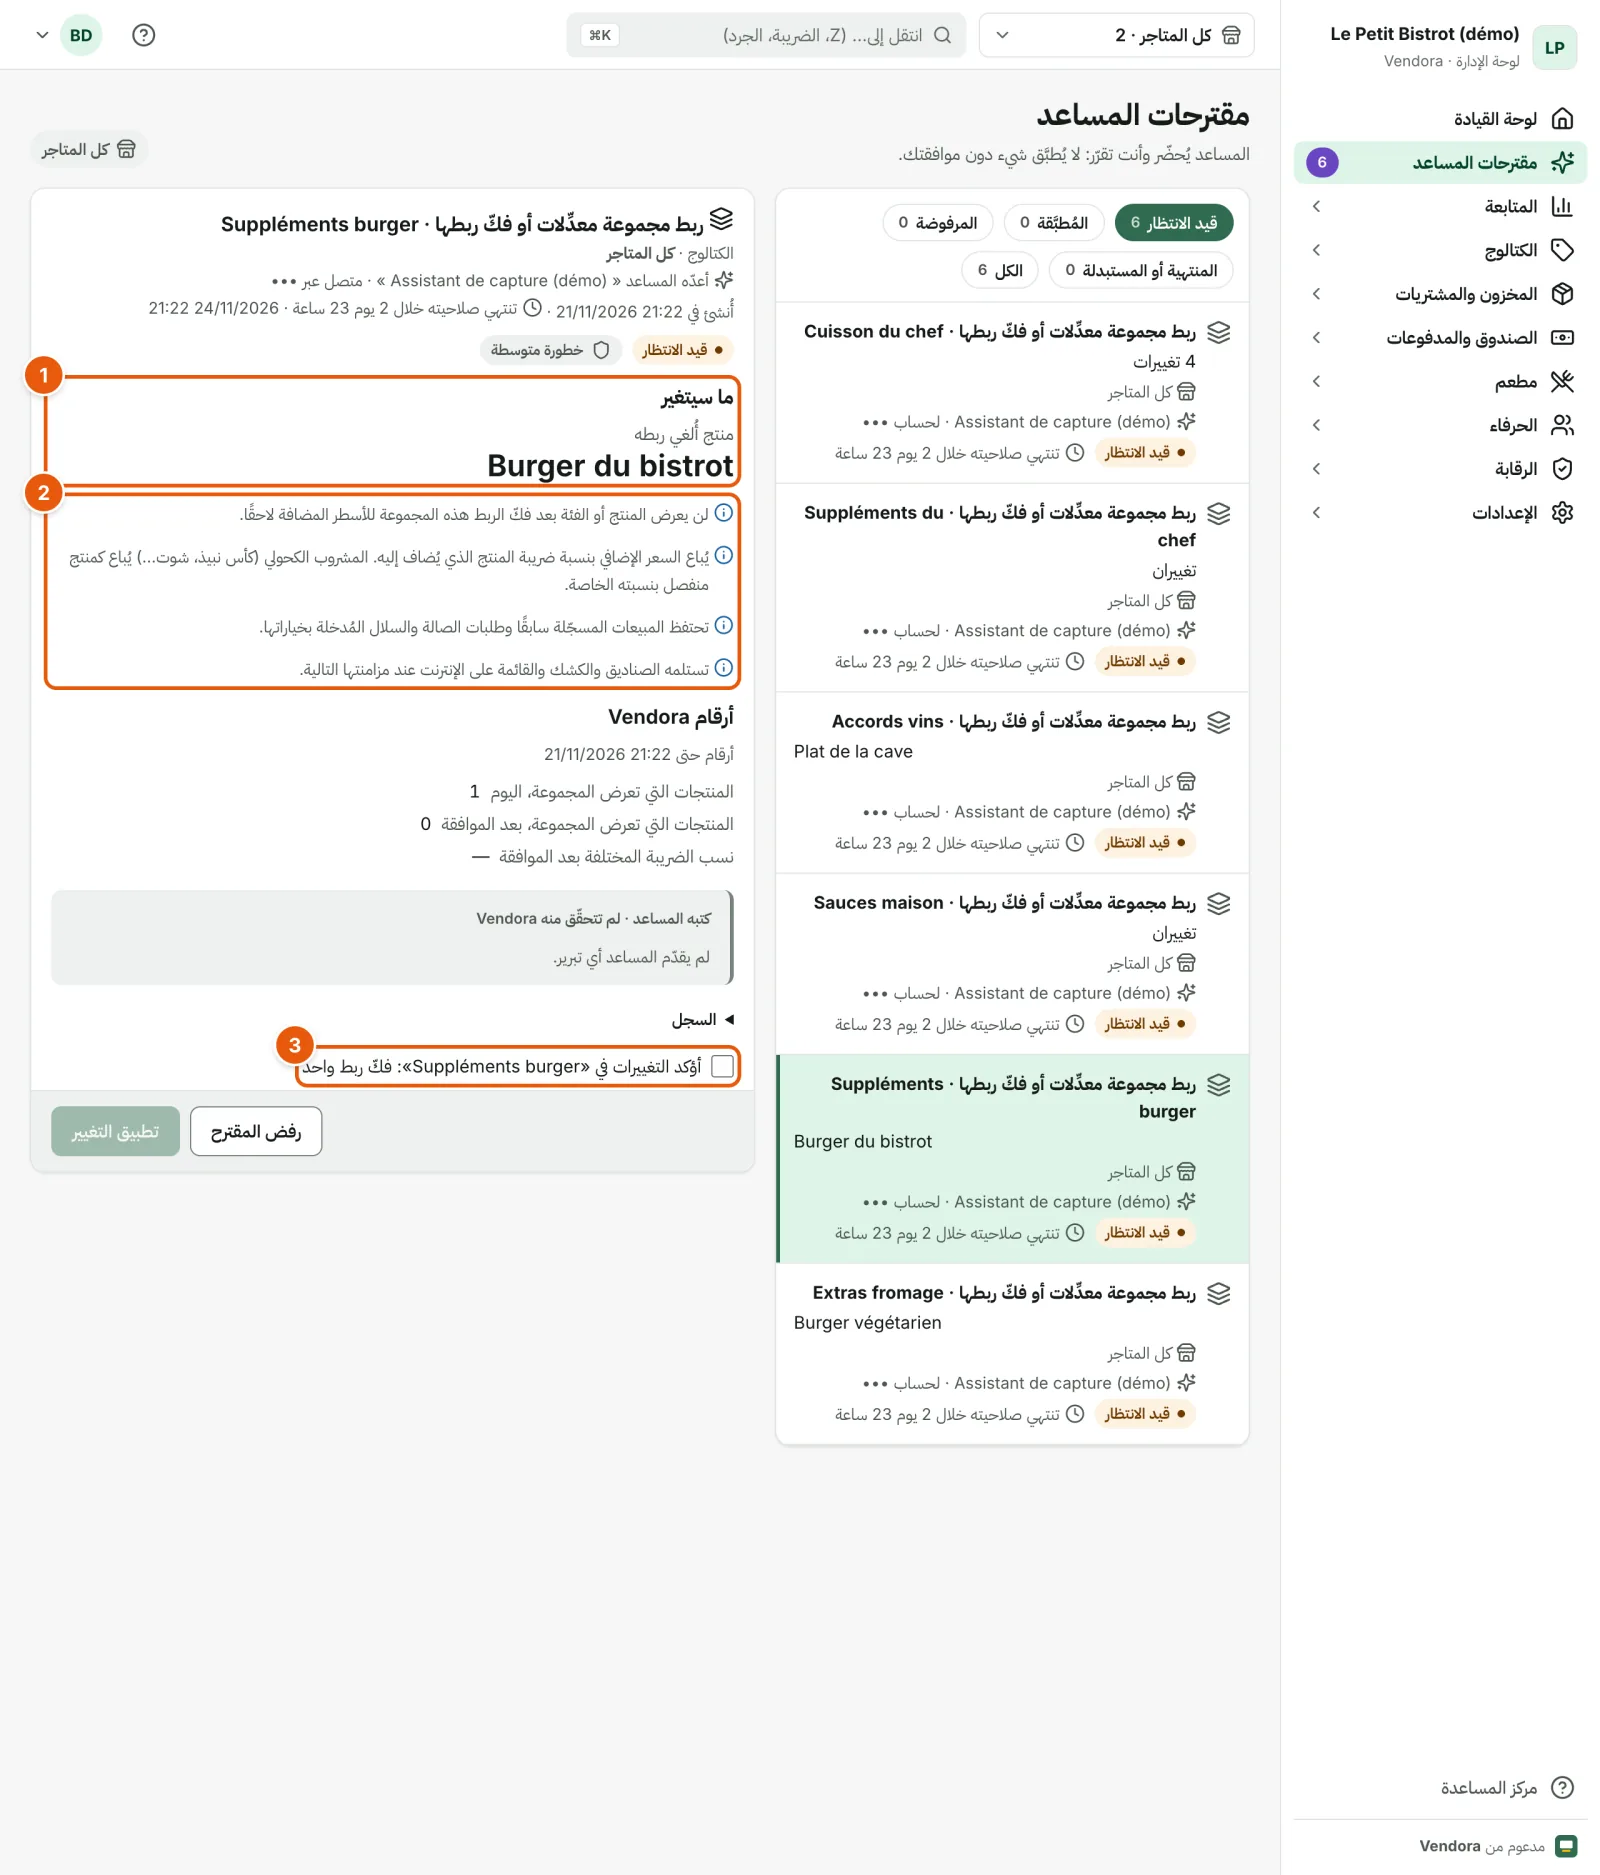 LP
Le Petit Bistrot (démo)
لوحة الإدارة · Vendora
لوحة القيادة
مقترحات المساعد
6
المتابعة
الكتالوج
المخزون والمشتريات
الصندوق والمدفوعات
مطعم
الحرفاء
الرقابة
الإعدادات
مركز المساعدة
مدعوم من Vendora
كل المتاجر · 2
انتقل إلى... (Z، الضريبة، الجرد)
⌘K
BD
مقترحات المساعد
المساعد يُحضّر وأنت تقرّر: لا يُطبَّق شيء دون موافقتك.
كل المتاجر
قيد الانتظار 6
المُطبَّقة 0
المرفوضة 0
المنتهية أو المستبدلة 0
الكل 6
ربط مجموعة معدِّلات أو فكّ ربطها · Cuisson du chef
4 تغييرات
كل المتاجر
Assistant de capture (démo) · لحساب •••
قيد الانتظار
تنتهي صلاحيته خلال 2 يوم 23 ساعة
ربط مجموعة معدِّلات أو فكّ ربطها · Suppléments du
chef
تغييران
كل المتاجر
Assistant de capture (démo) · لحساب •••
قيد الانتظار
تنتهي صلاحيته خلال 2 يوم 23 ساعة
ربط مجموعة معدِّلات أو فكّ ربطها · Accords vins
Plat de la cave
كل المتاجر
Assistant de capture (démo) · لحساب •••
قيد الانتظار
تنتهي صلاحيته خلال 2 يوم 23 ساعة
ربط مجموعة معدِّلات أو فكّ ربطها · Sauces maison
تغييران
كل المتاجر
Assistant de capture (démo) · لحساب •••
قيد الانتظار
تنتهي صلاحيته خلال 2 يوم 23 ساعة
ربط مجموعة معدِّلات أو فكّ ربطها · Suppléments
burger
Burger du bistrot
كل المتاجر
Assistant de capture (démo) · لحساب •••
قيد الانتظار
تنتهي صلاحيته خلال 2 يوم 23 ساعة
ربط مجموعة معدِّلات أو فكّ ربطها · Extras fromage
Burger végétarien
كل المتاجر
Assistant de capture (démo) · لحساب •••
قيد الانتظار
تنتهي صلاحيته خلال 2 يوم 23 ساعة
ربط مجموعة معدِّلات أو فكّ ربطها · Suppléments burger
الكتالوج · كل المتاجر
أعدّه المساعد « Assistant de capture (démo) » · متصل عبر •••
أُنشئ في 21/11/2026 21:22 · تنتهي صلاحيته خلال 2 يوم 23 ساعة · 24/11/2026 21:22
قيد الانتظار
خطورة متوسطة
1
ما سيتغير
منتج أُلغي ربطه
Burger du bistrot
2
لن يعرض المنتج أو الفئة بعد فكّ الربط هذه المجموعة للأسطر المضافة لاحقًا.
يُباع السعر الإضافي بنسبة ضريبة المنتج الذي يُضاف إليه. المشروب الكحولي (كأس نبيذ، شوت...) يُباع كمنتج
منفصل بنسبته الخاصة.
تحتفظ المبيعات المسجّلة سابقًا وطلبات الصالة والسلال المُدخلة بخياراتها.
تستلمه الصناديق والكشك والقائمة على الإنترنت عند مزامنتها التالية.
أرقام Vendora
أرقام حتى 21/11/2026 21:22
المنتجات التي تعرض المجموعة، اليوم 1
المنتجات التي تعرض المجموعة، بعد الموافقة 0
نسب الضريبة المختلفة بعد الموافقة —
كتبه المساعد · لم تتحقّق منه Vendora
لم يقدّم المساعد أي تبرير.
السجل
3
أؤكد التغييرات في «Suppléments burger»: فكّ ربط واحد
رفض المقترح
تطبيق التغيير